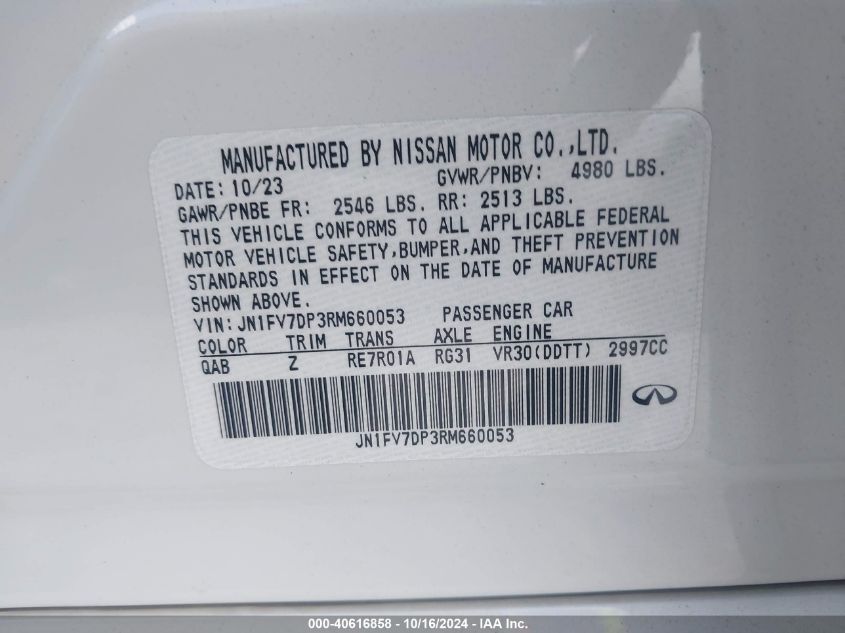 MANUFACTURED BY NISSAN MOTOR CO.,LTD.
DATE: 10/23 GVWR/PNBV: 4980 LBS.
GAWR/PNBE FR: 2546 LBS. RR: 2513 LBS.
THIS VEHICLE CONFORMS TO ALL APPLICABLE FEDERAL
MOTOR VEHICLE SAFETY,BUMPER,AND THEFT PREVENTION
STANDARDS IN EFFECT ON THE DATE OF MANUFACTURE
SHOWN ABOVE.
VIN: JN1FV7DP3RM660053 PASSENGER CAR
COLOR TRIM TRANS AXLE ENGINE
QAB Z RE7R01A RG31 VR30(DDTT) 2997CC
JN1FV7DP3RM660053
000-40616858 - 10/16/2024 - IAA Inc.